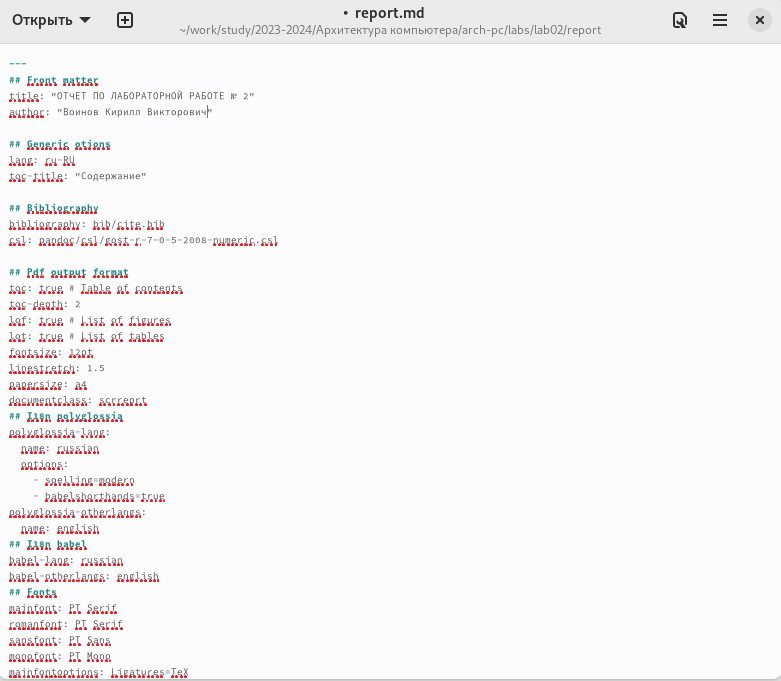 Открыть
• report.md
~/work/study/2023-2024/Архитектура компьютера/arch-pc/labs/lab02/report
---
## Front matter
title: "ОТЧЕТ ПО ЛАБОРАТОРНОЙ РАБОТЕ № 2"
author: "Воинов Кирилл Викторович"

## Generic otions
lang: ru-RU
toc-title: "Содержание"

## Bibliography
bibliography: bib/cite.bib
csl: pandoc/csl/gost-r-7-0-5-2008-numeric.csl

## Pdf output format
toc: true # Table of contents
toc-depth: 2
lof: true # List of figures
lot: true # List of tables
fontsize: 12pt
linestretch: 1.5
papersize: a4
documentclass: scrreprt
## I18n polyglossia
polyglossia-lang:
  name: russian
  options:
    - spelling=modern
    - babelshorthands=true
polyglossia-otherlangs:
  name: english
## I18n babel
babel-lang: russian
babel-otherlangs: english
## Fonts
mainfont: PT Serif
romanfont: PT Serif
sansfont: PT Sans
monofont: PT Mono
mainfontoptions: Ligatures=TeX